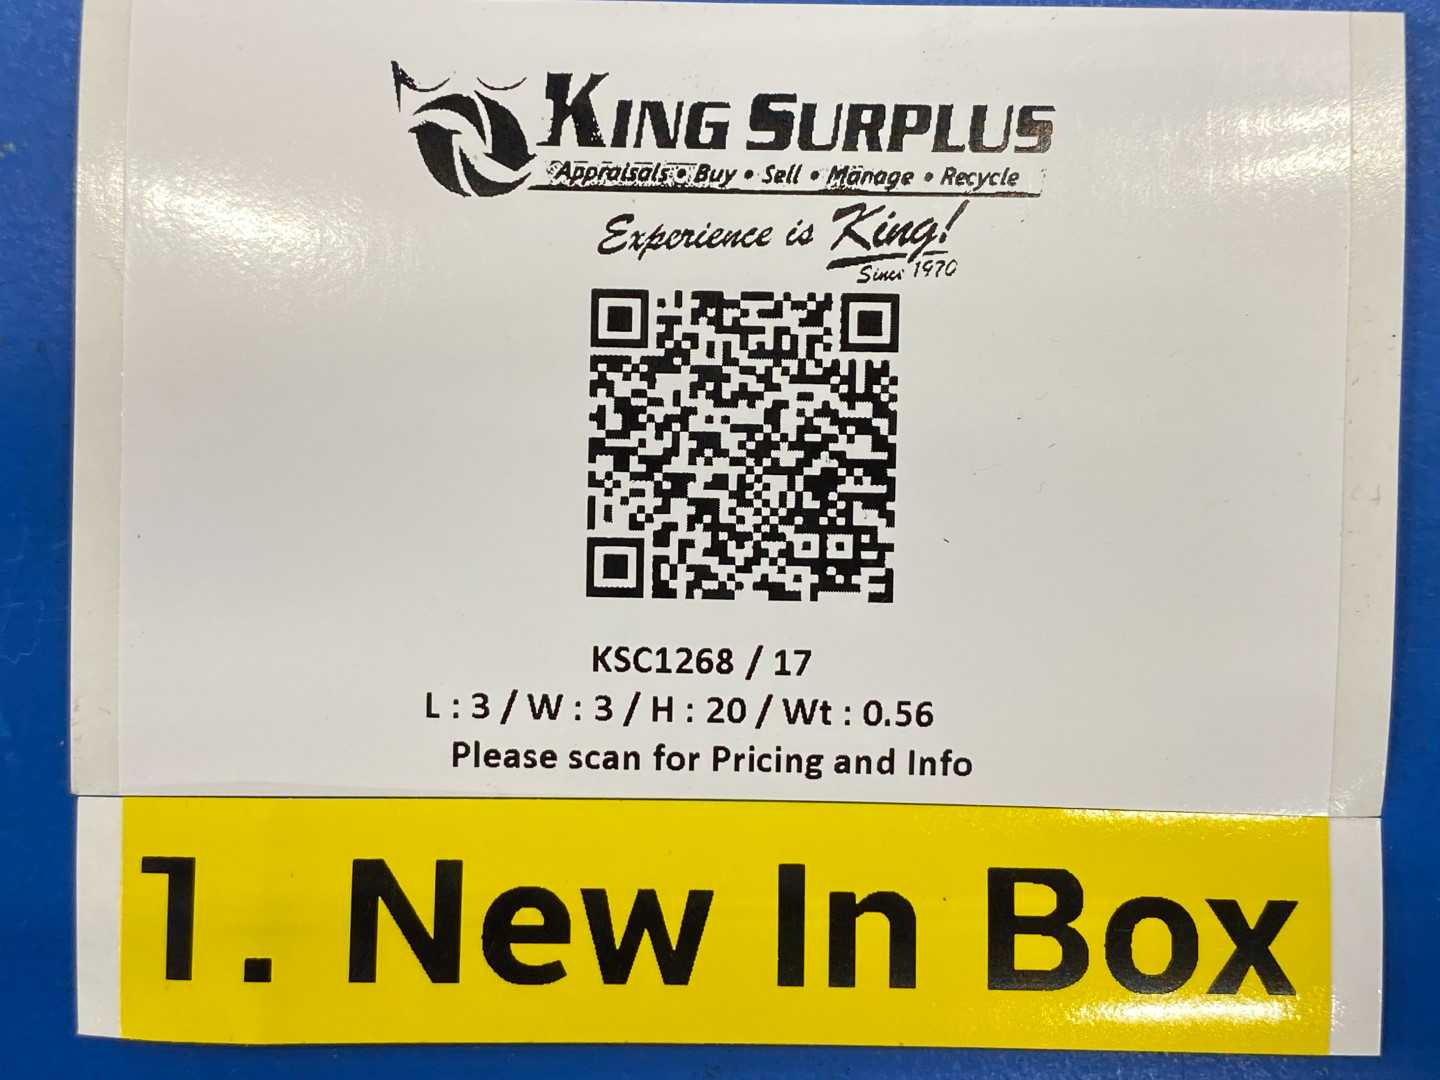 KING SURPLUS
Appraisals • Buy • Sell • Manage • Recycle
Experience is King!
Since 1970
KSC1268 / 17
L : 3 / W : 3 / H : 20 / Wt : 0.56
Please scan for Pricing and Info
1. New In Box